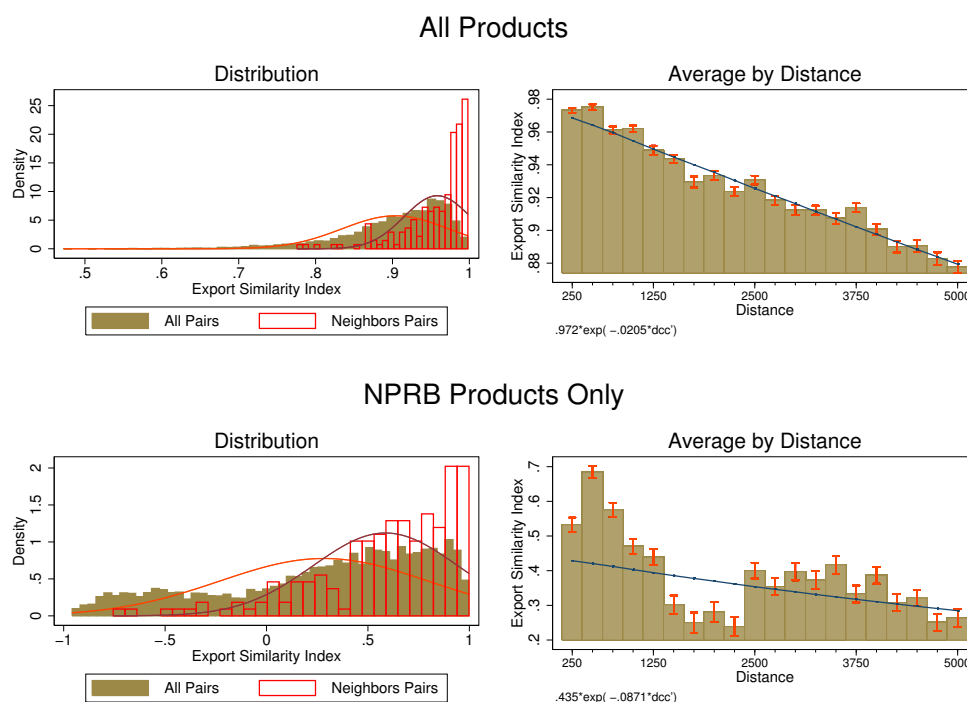 All Products
Distribution
Density
0 5 10 15 20 25
.5 .6 .7 .8 .9 1
Export Similarity Index
All Pairs Neighbors Pairs
Average by Distance
Export Similarity Index
.88 .9 .92 .94 .96 .98
250 1250 2500 3750 5000
Distance
.972*exp( −.0205*dcc')
NPRB Products Only
Distribution
Density
0 .5 1 1.5 2
−1 −.5 0 .5 1
Export Similarity Index
All Pairs Neighbors Pairs
Average by Distance
Export Similarity Index
.2 .3 .4 .5 .6 .7
250 1250 2500 3750 5000
Distance
.435*exp( −.0871*dcc')